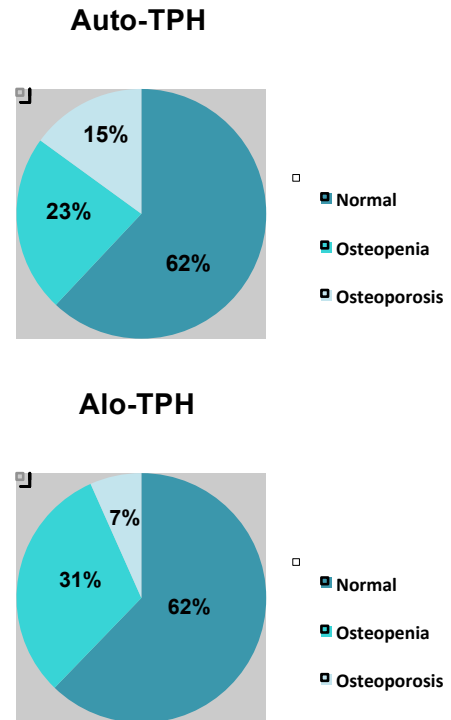 Auto-TPH
15%
23%
62%
Normal
Osteopenia
Osteoporosis
Alo-TPH
7%
31%
62%
Normal
Osteopenia
Osteoporosis